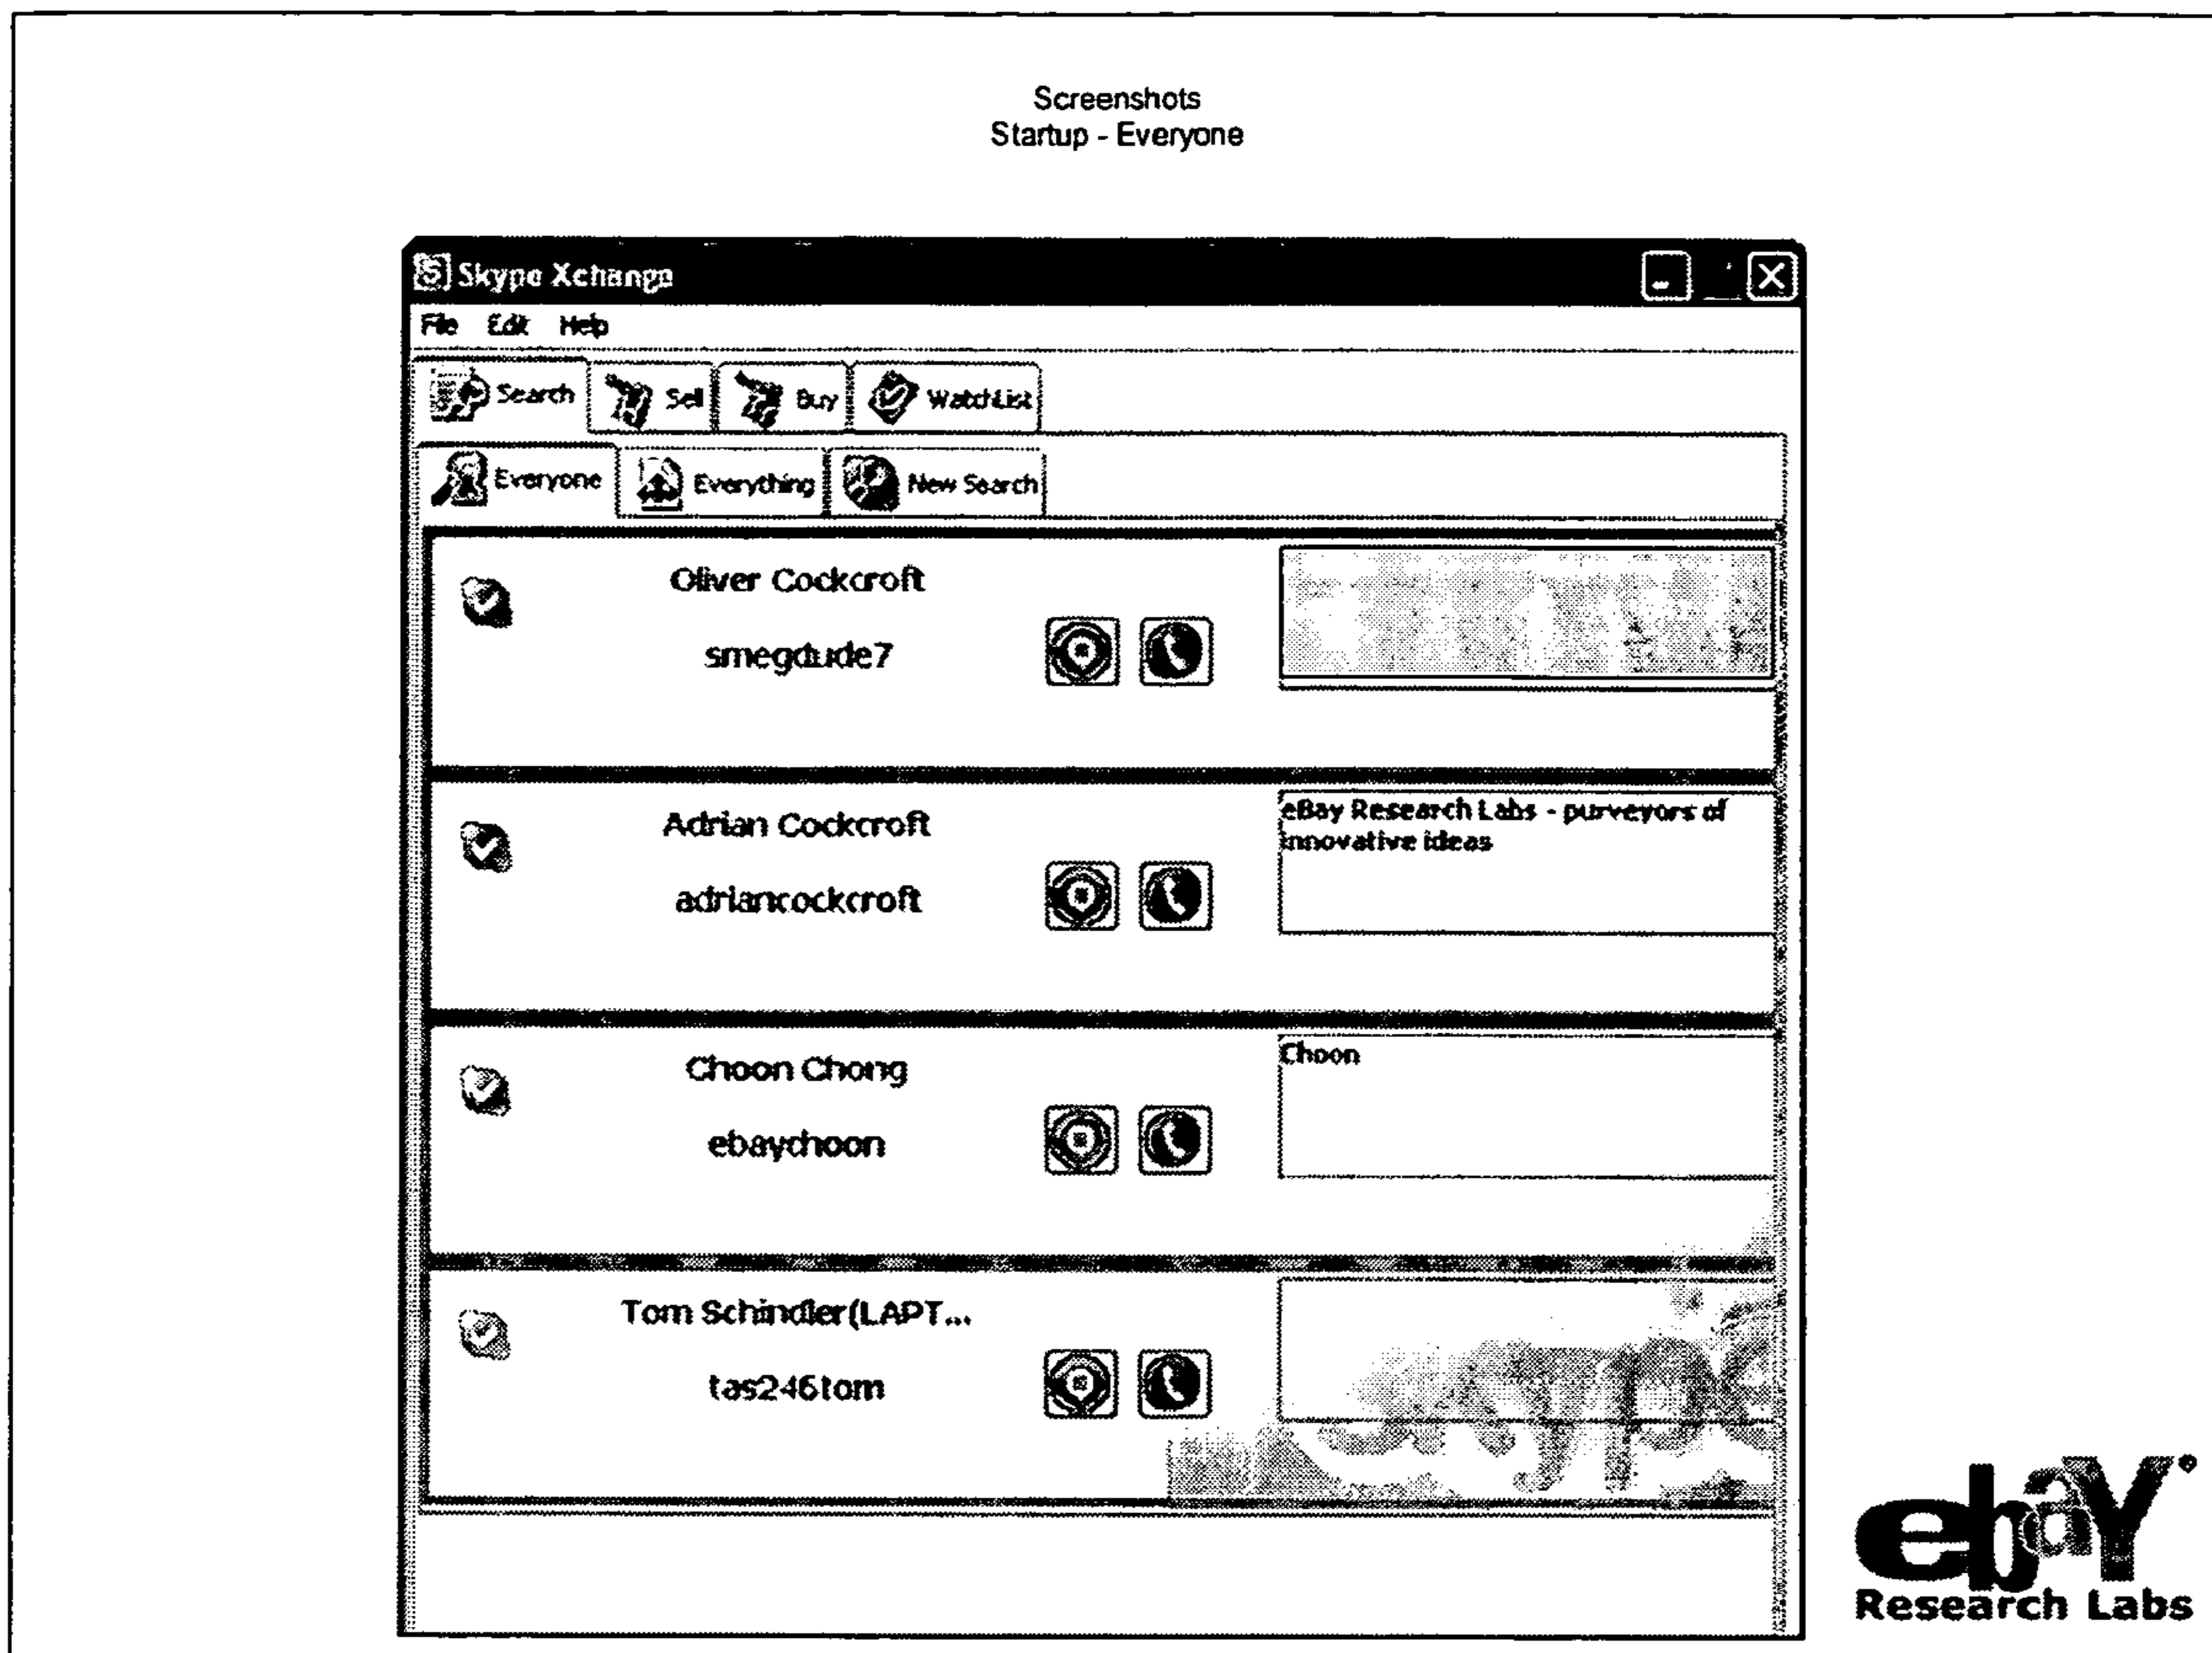 Screenshots
Startup - Everyone
Skype Xchange
File Edit Help
Search Sell Buy WatchList
Everyone Everything New Search
Oliver Cockcroft
smegdude7
Adrian Cockcroft
adriancockcroft
eBay Research Labs - purveyors of
innovative ideas
Choon Chong
ebaychoon
Choon
Tom Schindler(LAPT...
tas246tom
ebaY
Research Labs